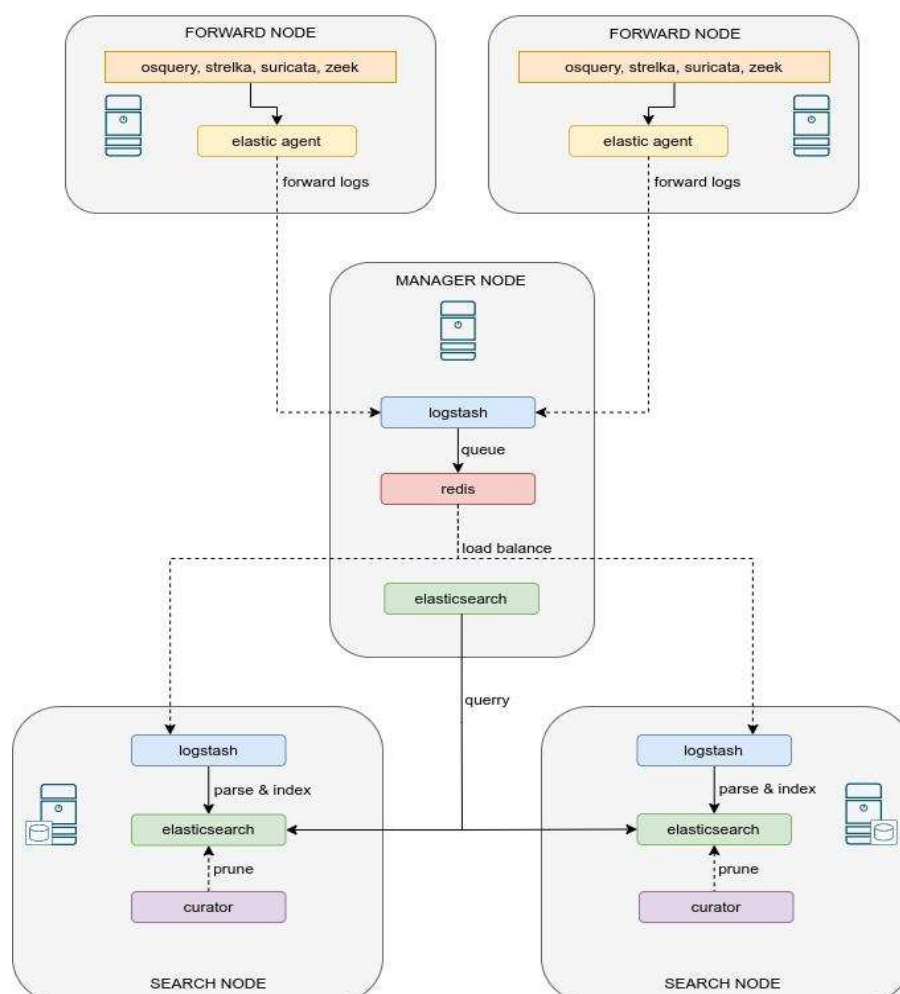 FORWARD NODE
osquery, strelka, suricata, zeek
elastic agent
forward logs
FORWARD NODE
osquery, strelka, suricata, zeek
elastic agent
forward logs
MANAGER NODE
logstash
queue
redis
load balance
elasticsearch
querry
logstash
parse & index
elasticsearch
prune
curator
SEARCH NODE
logstash
parse & index
elasticsearch
prune
curator
SEARCH NODE